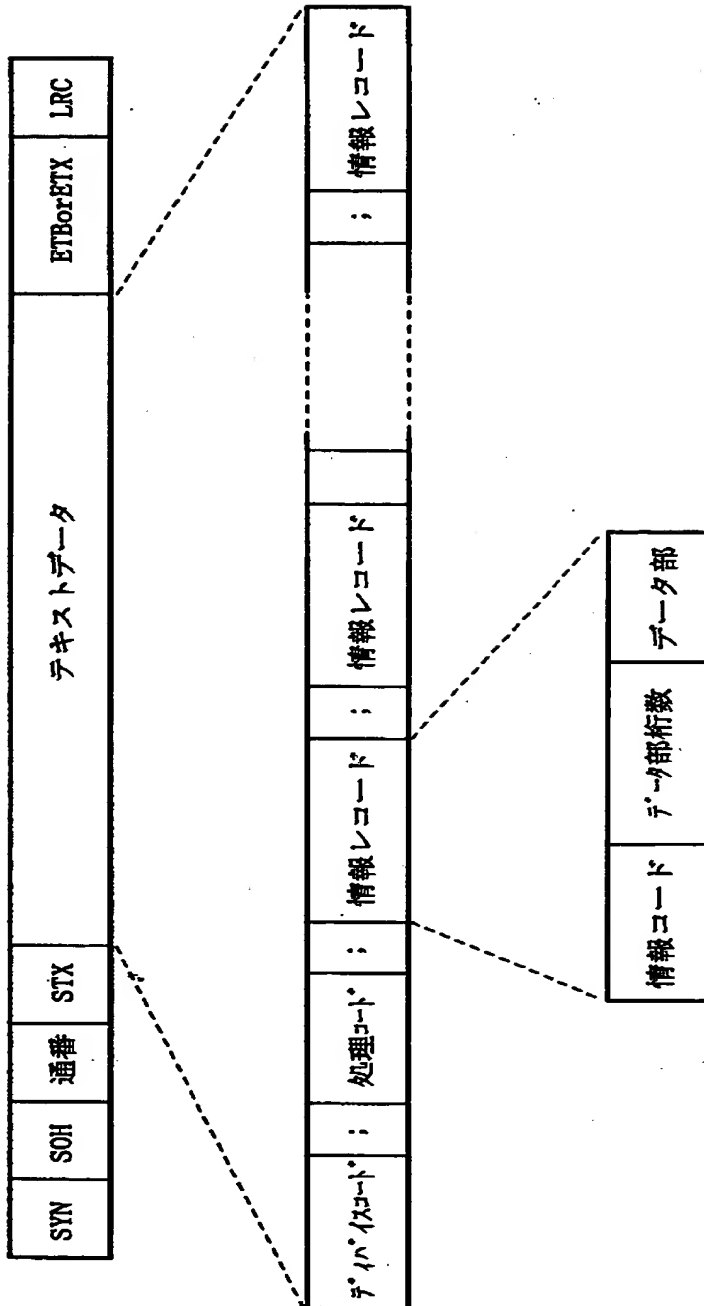 SYN SOH 通番 STX テキストデータ ETBorETX LRC
ディバイスコード ; 処理コード ; 情報レコード ; 情報レコード ; 情報レコード
情報コード データ部桁数 データ部